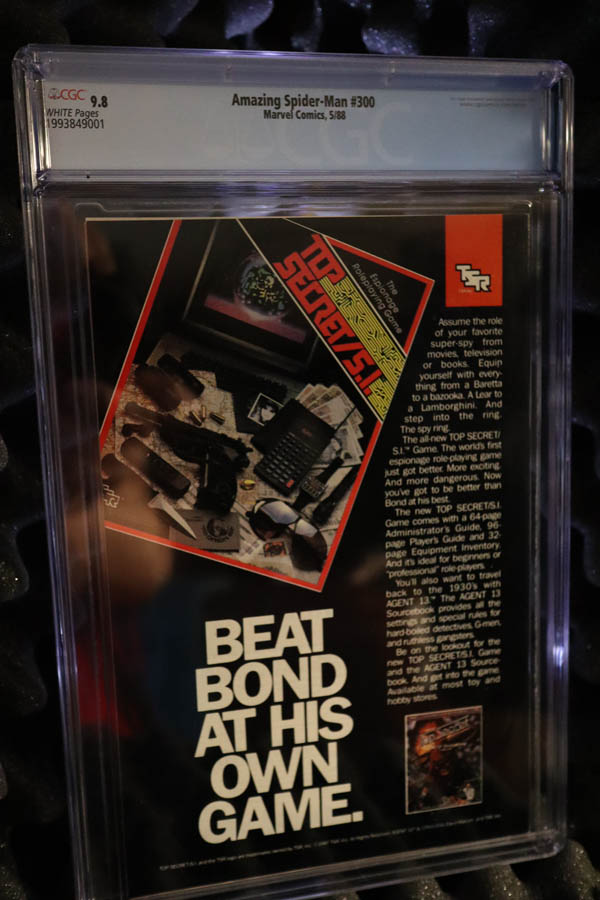 CGC 9.8
WHITE Pages
1993849001
Amazing Spider-Man #300
Marvel Comics, 5/88
CGC
TOP
SECRET/S.I.
The
Espionage
Roleplaying Game
TSR
Assume the role
of your favorite
super-spy from
movies, television
or books. Equip
yourself with every-
thing from a Baretta
to a bazooka. A Lear to
a Lamborghini. And
step into the ring.
The spy ring.
The all-new TOP SECRET/
S.I.™ Game. The world's first
espionage role-playing game
just got better. More exciting.
And more dangerous. Now
you've got to be better than
Bond at his best.
The new TOP SECRET/S.I.
Game comes with a 64-page
Administrator's Guide, 96-
page Player's Guide and 32-
page Equipment Inventory.
And it's ideal for beginners or
"professional" role-players.
You'll also want to travel
back to the 1930's with
AGENT 13.™ The AGENT 13
Sourcebook provides all the
settings and special rules for
hard-boiled detectives, G-men,
and ruthless gangsters.
Be on the lookout for the
new TOP SECRET/S.I. Game
and the AGENT 13 Source-
book. And get into the game.
Available at most toy and
hobby stores.
BEAT
BOND
AT HIS
OWN
GAME.